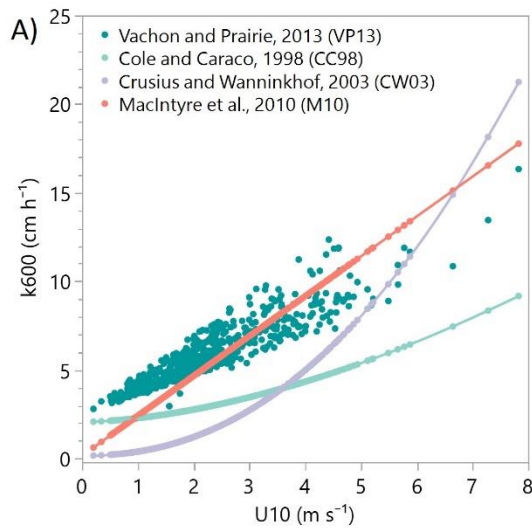 A)
Vachon and Prairie, 2013 (VP13)
Cole and Caraco, 1998 (CC98)
Crusius and Wanninkhof, 2003 (CW03)
MacIntyre et al., 2010 (M10)
25
20
15
10
5
0
k600 (cm h⁻¹)
0 1 2 3 4 5 6 7 8
U10 (m s⁻¹)